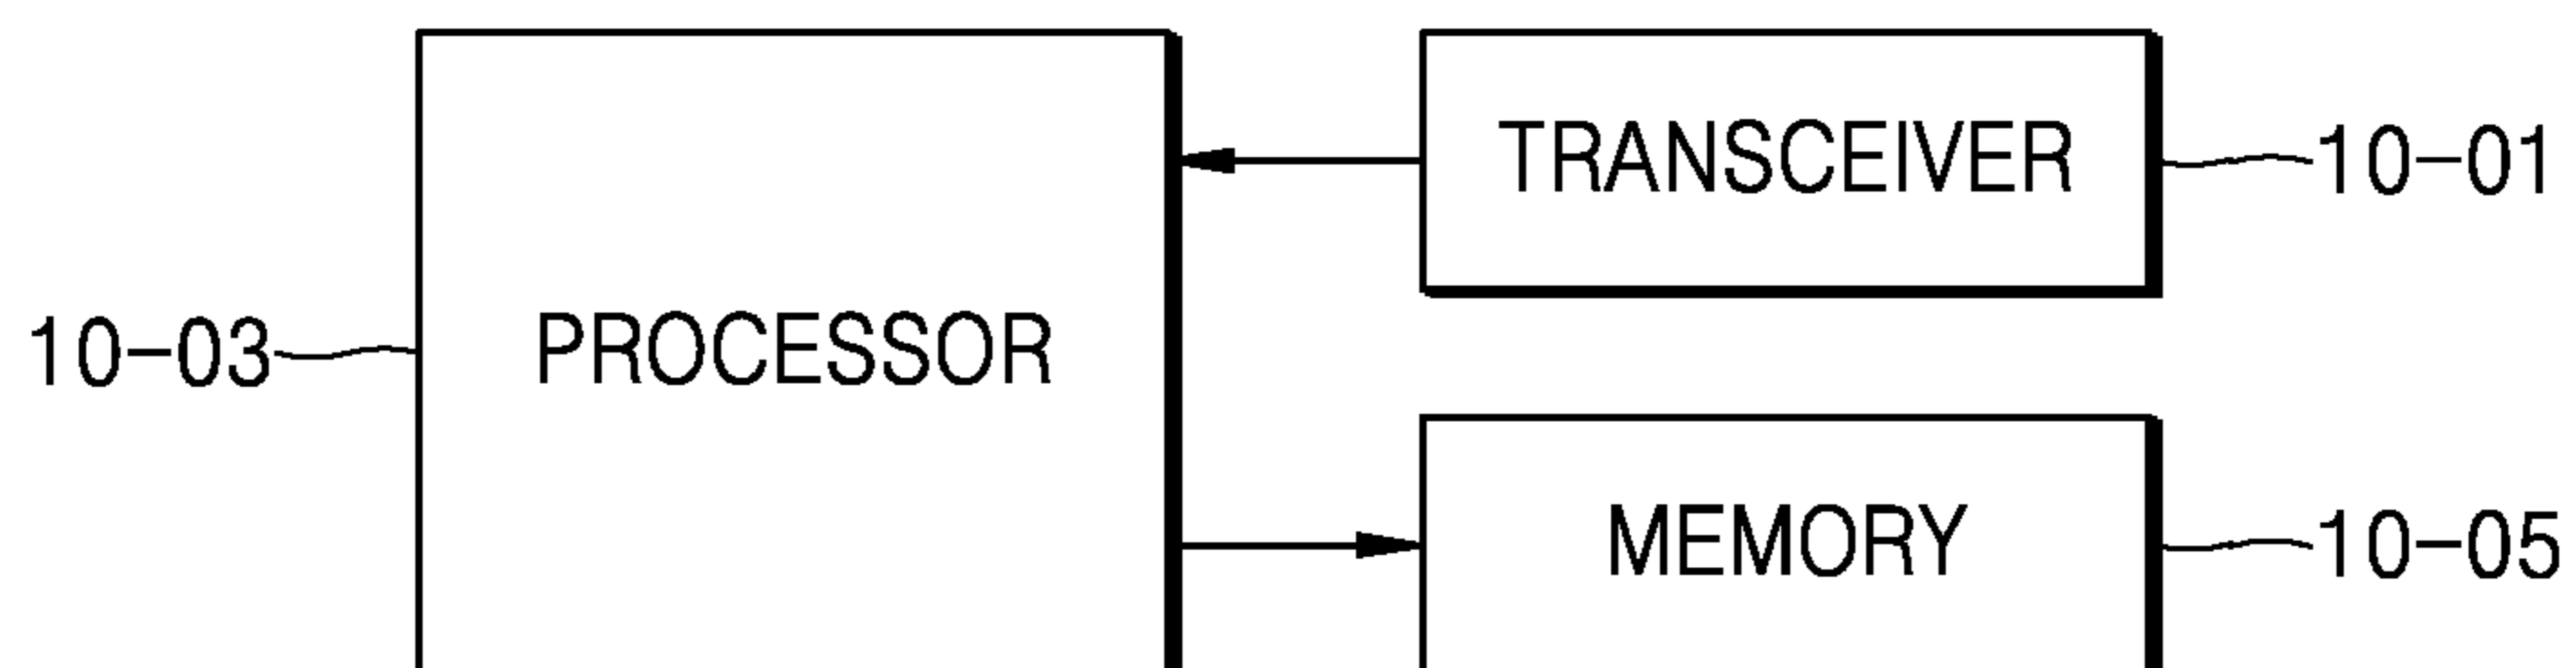 TRANSCEIVER
10-01
10-03
PROCESSOR
MEMORY
10-05